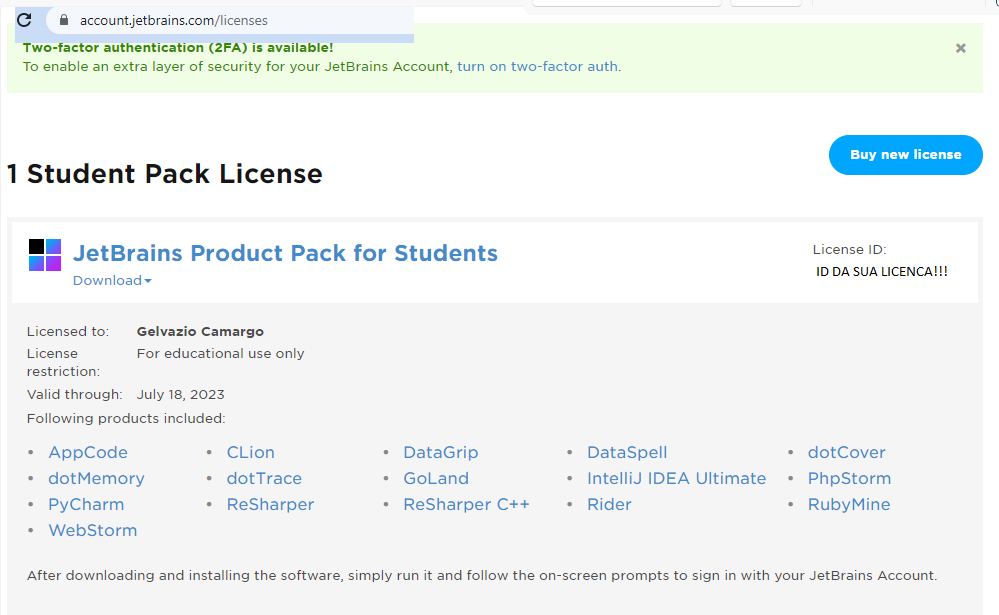 account.jetbrains.com/licenses
Two-factor authentication (2FA) is available!
To enable an extra layer of security for your JetBrains Account, turn on two-factor auth.
Buy new license
1 Student Pack License
JetBrains Product Pack for Students
Download
License ID:
ID DA SUA LICENCA!!!
Licensed to: Gelvazio Camargo
License restriction: For educational use only
Valid through: July 18, 2023
Following products included:
• AppCode • CLion • DataGrip • DataSpell • dotCover
• dotMemory • dotTrace • GoLand • IntelliJ IDEA Ultimate • PhpStorm
• PyCharm • ReSharper • ReSharper C++ • Rider • RubyMine
• WebStorm
After downloading and installing the software, simply run it and follow the on-screen prompts to sign in with your JetBrains Account.